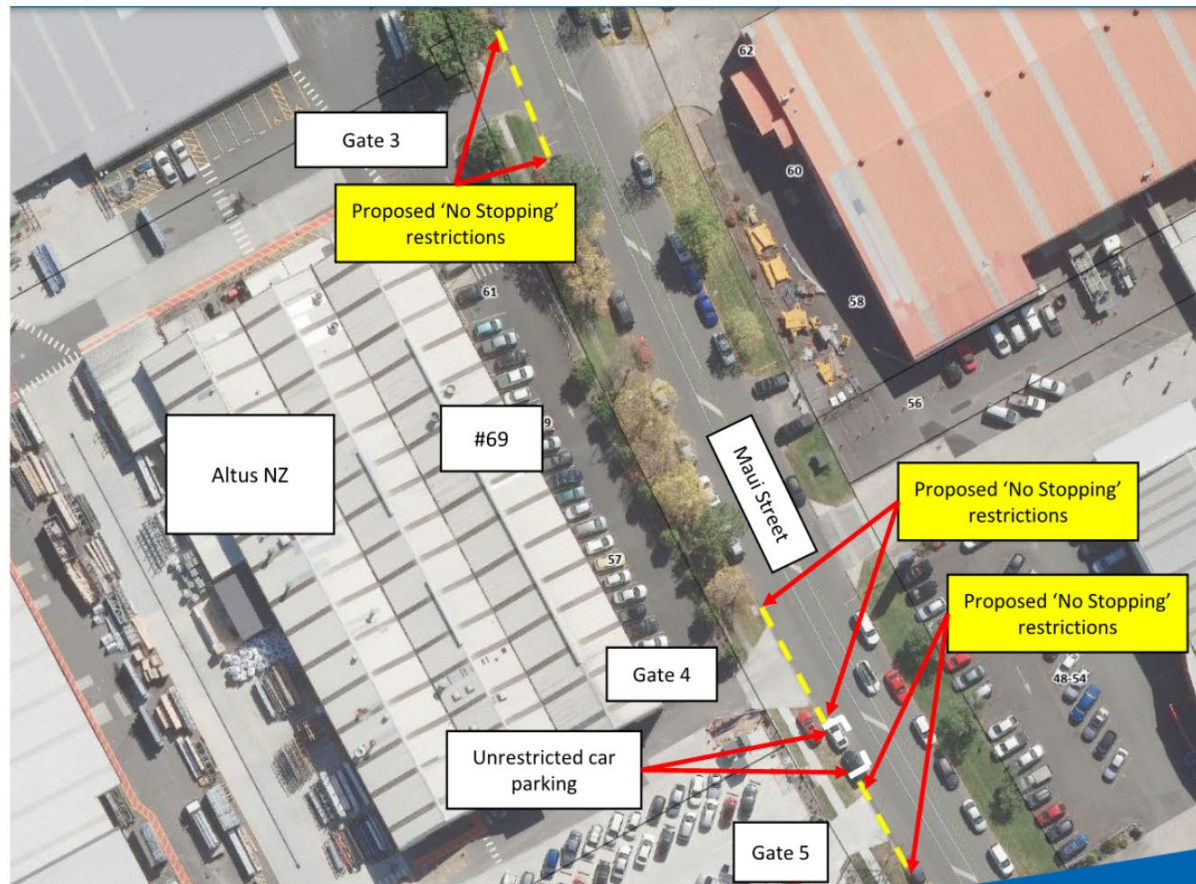 62
Gate 3
60
Proposed ‘No Stopping’
restrictions
61
58
56
#69
9
Altus NZ
Maui Street
Proposed ‘No Stopping’
restrictions
57
Proposed ‘No Stopping’
restrictions
Gate 4
48-54
Unrestricted car
parking
Gate 5